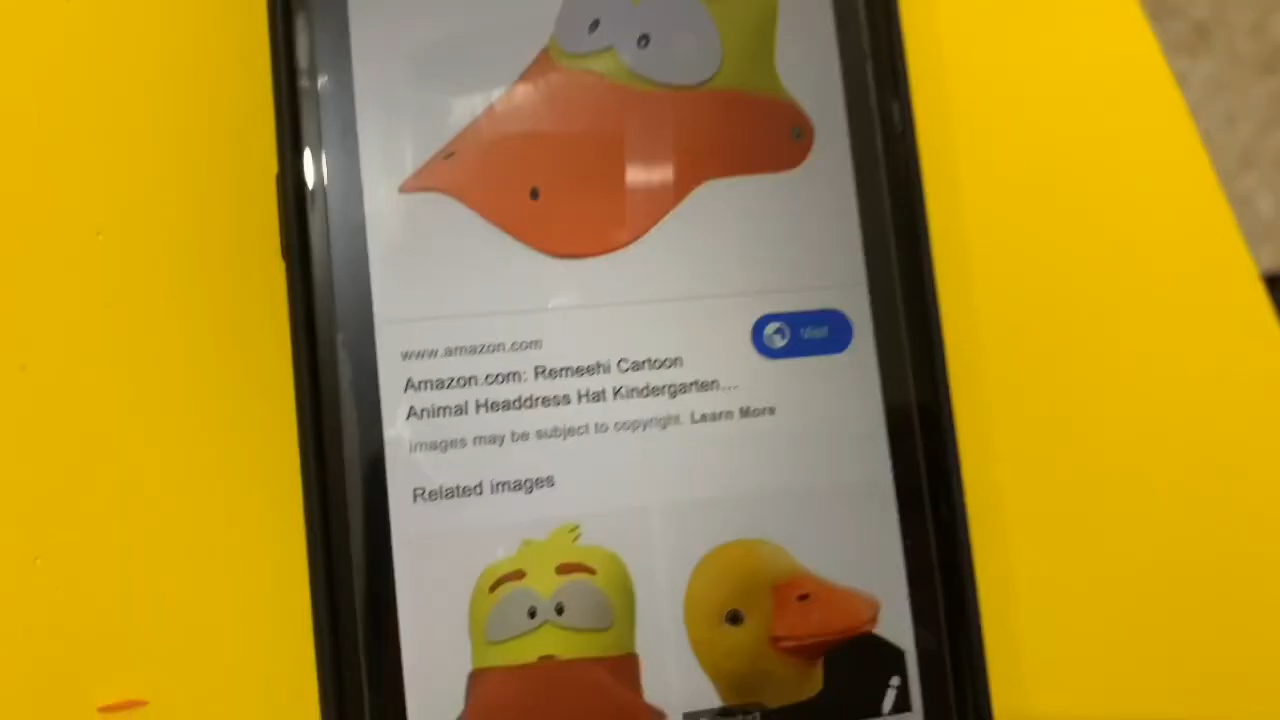 www.amazon.com
Visit
Amazon.com: Remeehi Cartoon
Animal Headdress Hat Kindergarten...
Images may be subject to copyright. Learn More
Related images